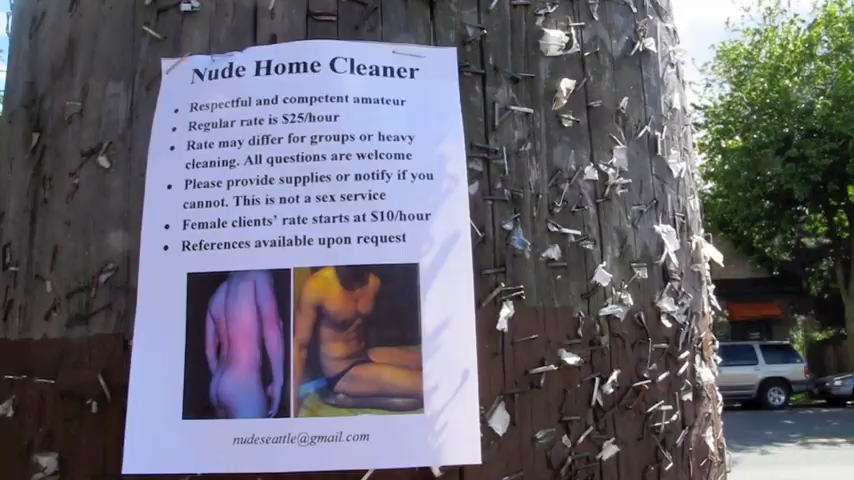 Nude Home Cleaner
• Respectful and competent amateur
• Regular rate is $25/hour
• Rate may differ for groups or heavy
cleaning. All questions are welcome
• Please provide supplies or notify if you
cannot. This is not a sex service
• Female clients' rate starts at $10/hour
• References available upon request
nudeseattle@gmail.com